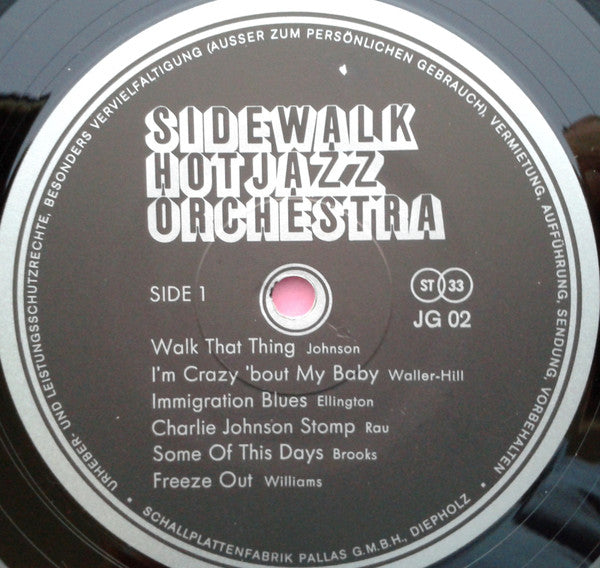 SIDEWALK
HOTJAZZ
ORCHESTRA
SIDE 1
ST 33
JG 02
Walk That Thing Johnson
I'm Crazy 'bout My Baby Waller-Hill
Immigration Blues Ellington
Charlie Johnson Stomp Rau
Some Of This Days Brooks
Freeze Out Williams
URHEBER- UND LEISTUNGSSCHUTZRECHTE, BESONDERS VERVIELFALTIGUNG (AUSSER ZUM PERSÖNLICHEN GEBRAUCH), VERMIETUNG, AUFFÜHRUNG, SENDUNG, VORBEHALTEN
• SCHALLPLATTENFABRIK PALLAS G.M.B.H., DIEPHOLZ •